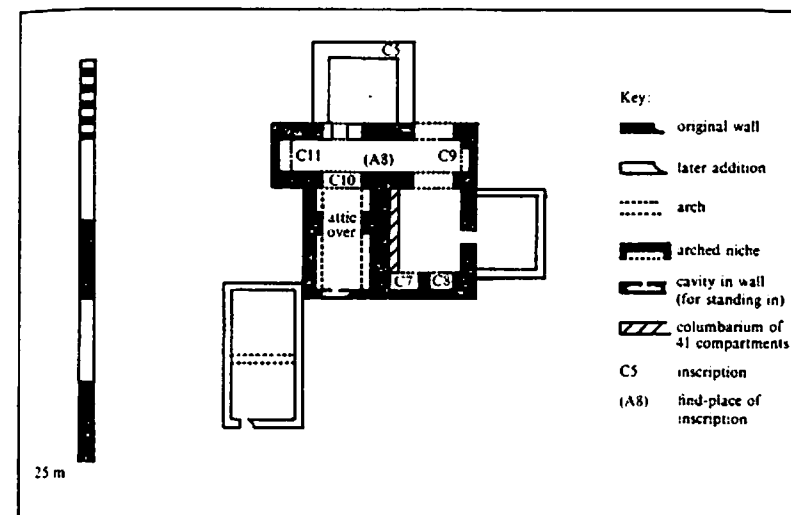 C5
C11
(A8)
C9
C10
attic
over
C7
C8
25 m
Key:
original wall
later addition
arch
arched niche
cavity in wall
(for standing in)
columbarium of
41 compartments
C5
inscription
(A8)
find-place of
inscription